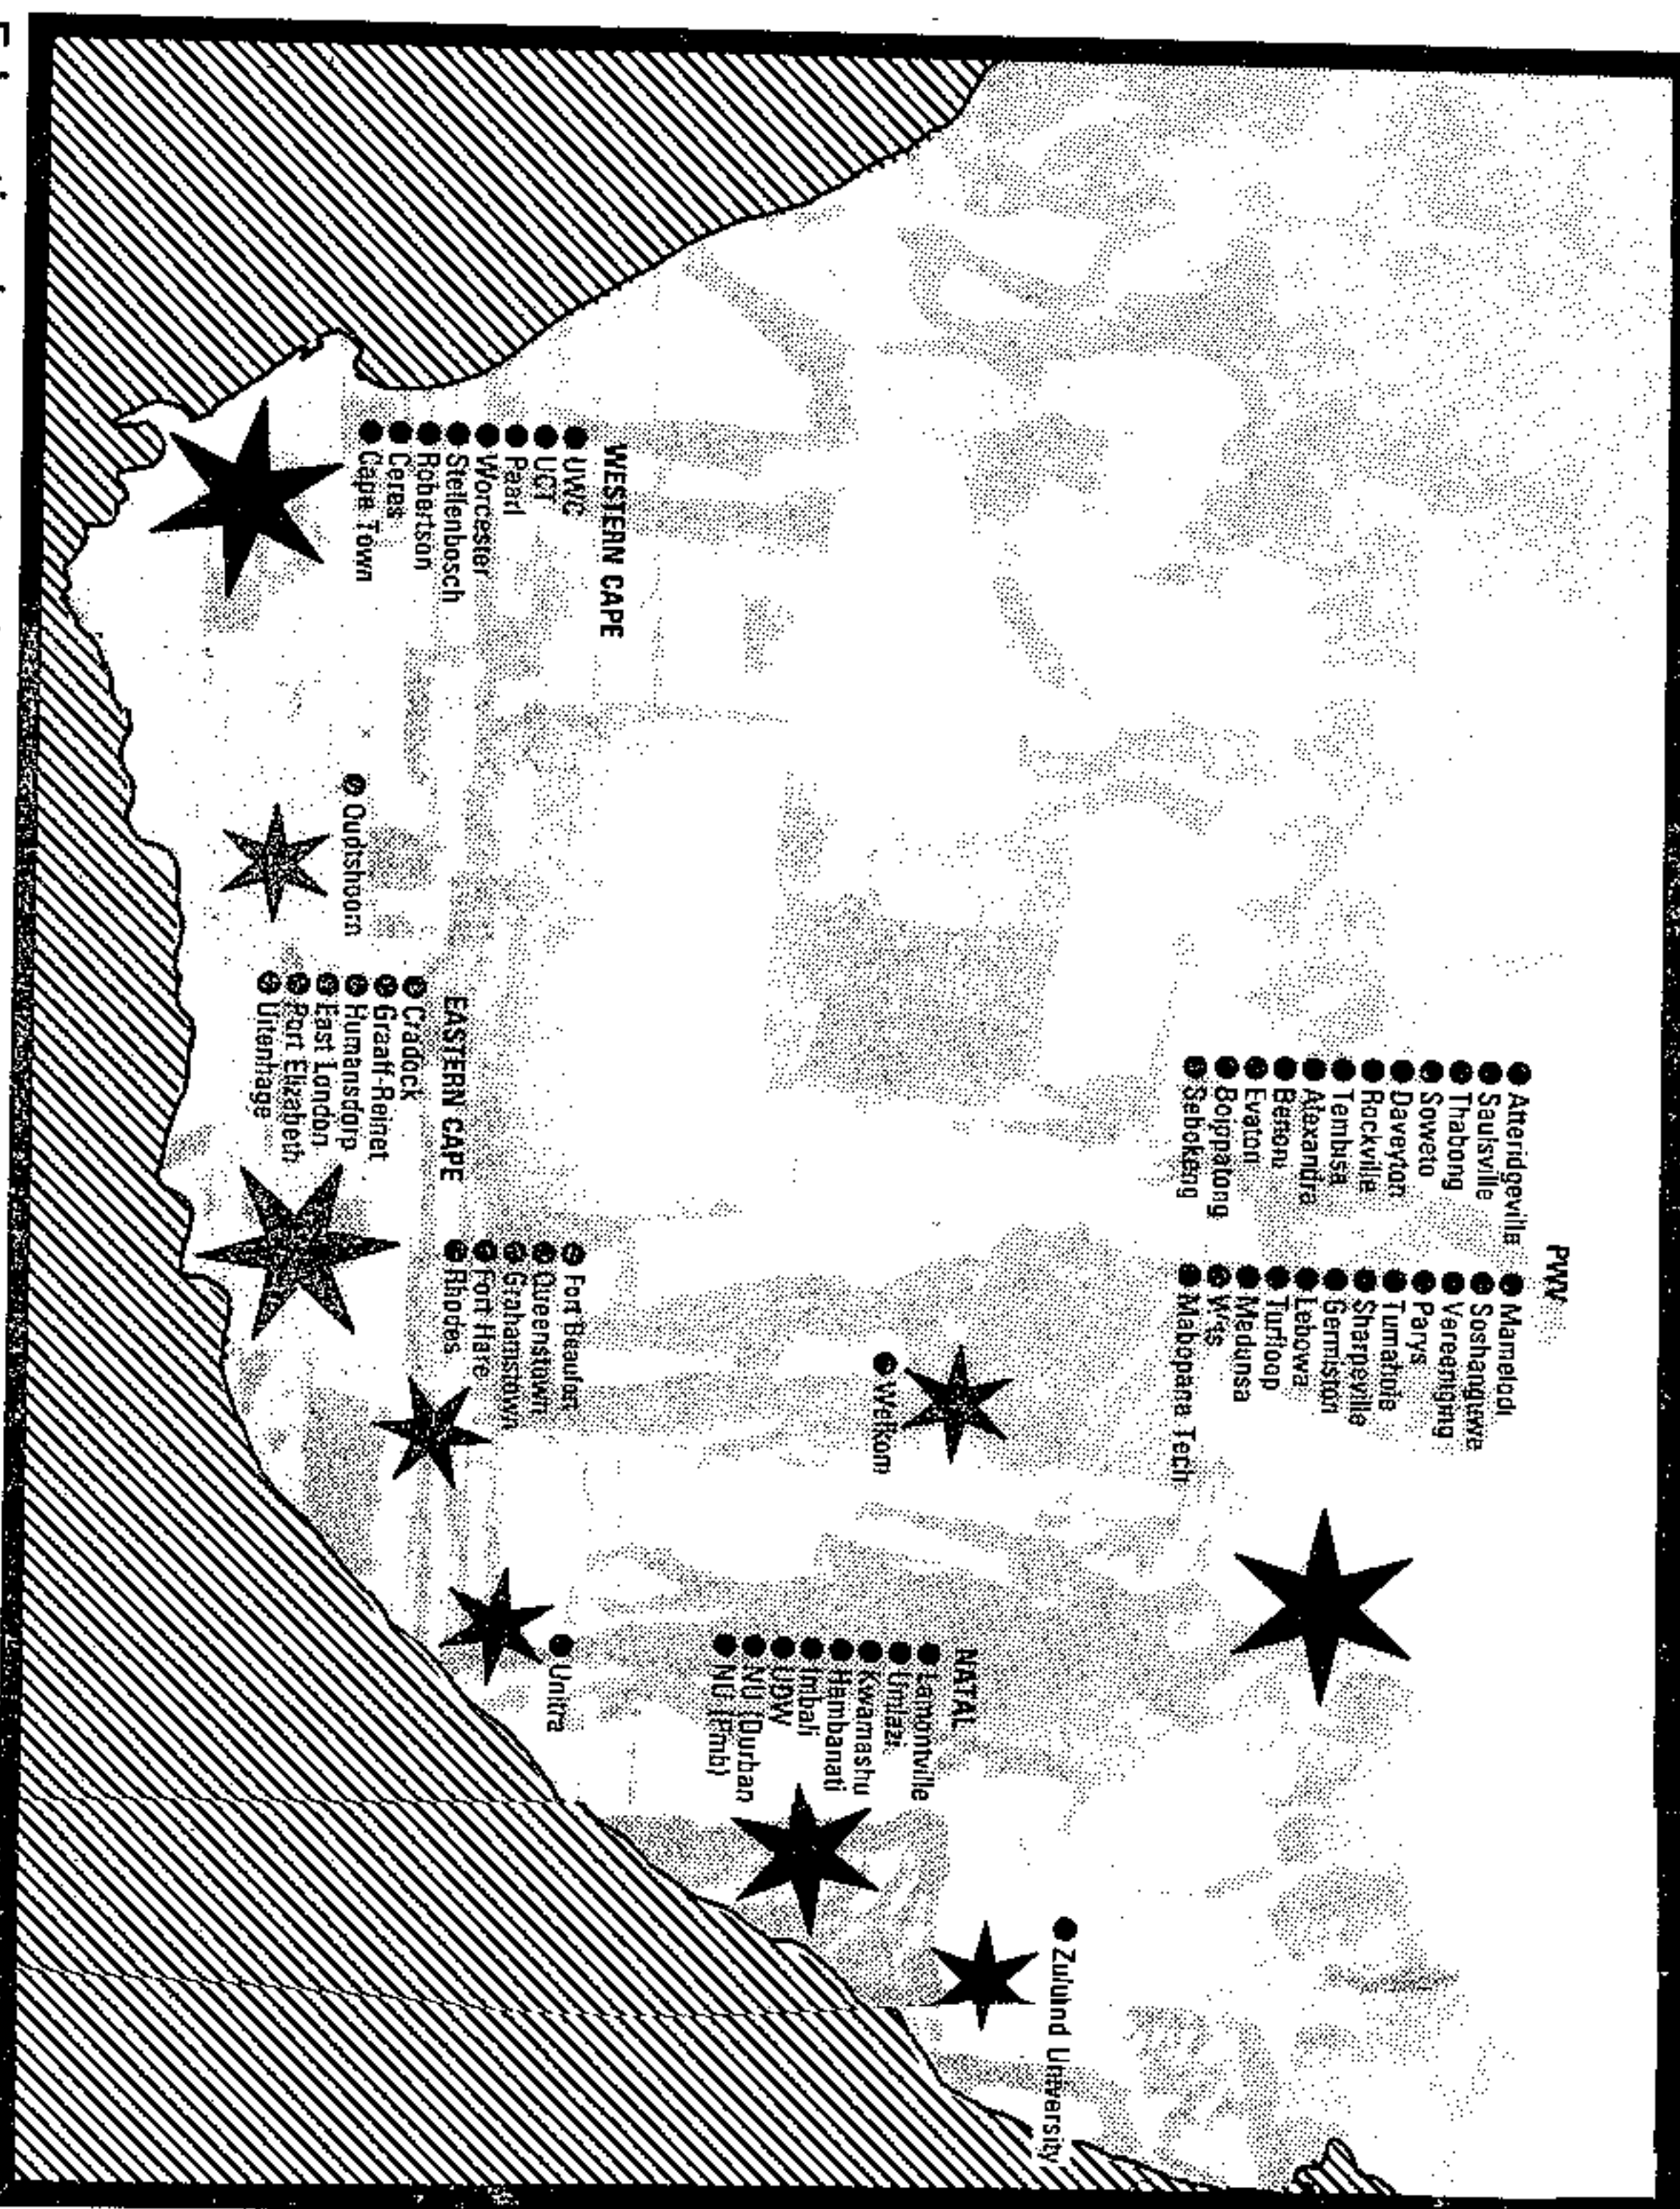 PWV
Atteridgeville
Saulsville
Thabong
Soweto
Daveyton
Rockville
Tembisa
Alexandra
Benoni
Evaton
Boipatong
Sebokeng
Mamelodi
Soshanguve
Vereeniging
Parys
Tumahole
Sharpeville
Germiston
Lebowa
Turfloop
Medunsa
Wits
Mabopana Tech
Zululnd University
NATAL
Lamontville
Umlazi
Kwamashu
Hambanati
Imbali
UDW
NU (Durban
NU (Pmb)
Welkom
WESTERN CAPE
UWC
UCT
Paarl
Worcester
Stellenbosch
Robertson
Ceres
Cape Town
Fort Beaufort
Queenstown
Grahamstown
Fort Hare
Rhodes
Unitra
EASTERN CAPE
Cradock
Graaff-Reinet
Humansdorp
East London
Port Elizabeth
Uitenhage
Oudtshoorn